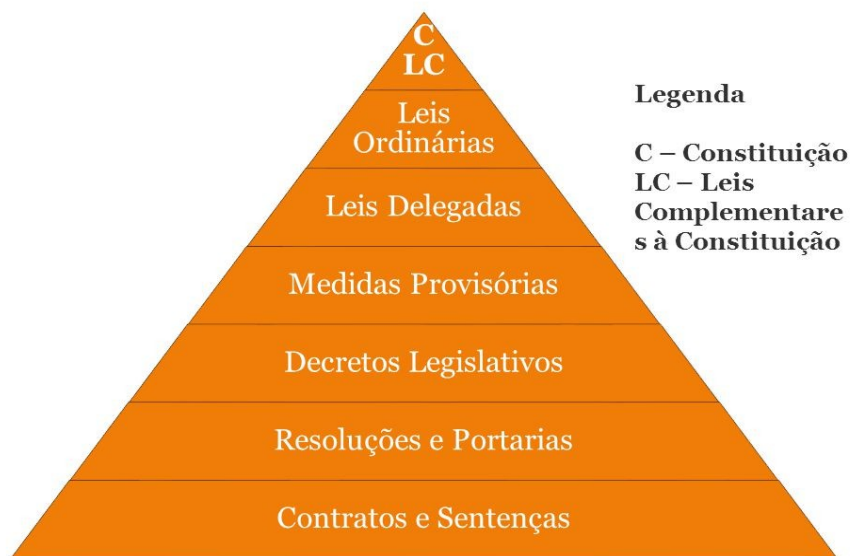 C
LC
Leis
Ordinárias
Leis Delegadas
Medidas Provisórias
Decretos Legislativos
Resoluções e Portarias
Contratos e Sentenças
Legenda
C – Constituição
LC – Leis
Complementare
s à Constituição